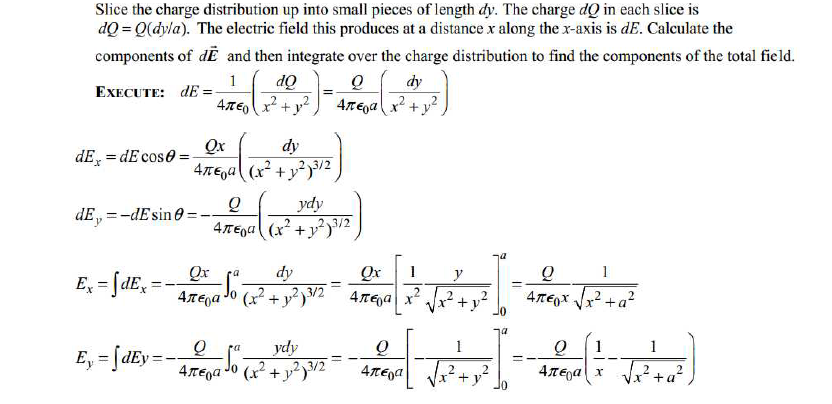 Slice the charge distribution up into small pieces of length dy. The charge dQ in each slice is
dQ = Q(dy/a). The electric field this produces at a distance x along the x-axis is dE. Calculate the
components of $d\vec{E}$ and then integrate over the charge distribution to find the components of the total field.
EXECUTE: $dE = \frac{1}{4\pi\epsilon_0}\left(\frac{dQ}{x^2+y^2}\right) = \frac{Q}{4\pi\epsilon_0 a}\left(\frac{dy}{x^2+y^2}\right)$
$dE_x = dE\cos\theta = \frac{Qx}{4\pi\epsilon_0 a}\left(\frac{dy}{(x^2+y^2)^{3/2}}\right)$
$dE_y = -dE\sin\theta = -\frac{Q}{4\pi\epsilon_0 a}\left(\frac{ydy}{(x^2+y^2)^{3/2}}\right)$
$E_x = \int dE_x = -\frac{Qx}{4\pi\epsilon_0 a}\int_0^a \frac{dy}{(x^2+y^2)^{3/2}} = \frac{Qx}{4\pi\epsilon_0 a}\left[\frac{1}{x^2}\frac{y}{\sqrt{x^2+y^2}}\right]_0^a = \frac{Q}{4\pi\epsilon_0 x}\frac{1}{\sqrt{x^2+a^2}}$
$E_y = \int dEy = -\frac{Q}{4\pi\epsilon_0 a}\int_0^a \frac{ydy}{(x^2+y^2)^{3/2}} = -\frac{Q}{4\pi\epsilon_0 a}\left[-\frac{1}{\sqrt{x^2+y^2}}\right]_0^a = -\frac{Q}{4\pi\epsilon_0 a}\left(\frac{1}{x}-\frac{1}{\sqrt{x^2+a^2}}\right)$